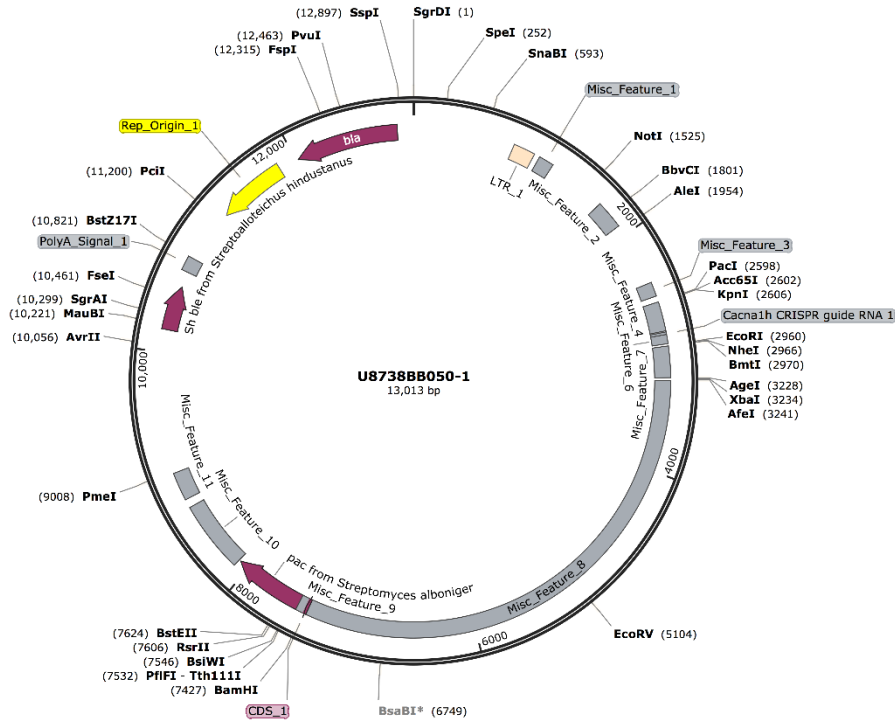 (12,897) SspI
SgrDI (1)
(12,463) PvuI
(12,315) FspI
SpeI (252)
SnaBI (593)
Misc_Feature_1
Rep_Origin_1
bla
12,000
LTR_1
Misc_Feature_2
NotI (1525)
BbvCI (1801)
AleI (1954)
2000
(11,200) PciI
(10,821) BstZ17I
PolyA_Signal_1
Sh ble from Streptoalloteichus hindustanus
(10,461) FseI
(10,299) SgrAI
(10,221) MauBI
(10,056) AvrII
10,000
Misc_Feature_3
PacI (2598)
Acc65I (2602)
KpnI (2606)
Misc_Feature_4
Cacna1h CRISPR guide RNA 1
Misc_Feature_6
EcoRI (2960)
NheI (2966)
BmtI (2970)
Misc_Feature_7
AgeI (3228)
XbaI (3234)
AfeI (3241)
U8738BB050-1
13,013 bp
4000
Misc_Feature_11
(9008) PmeI
Misc_Feature_10
pac from Streptomyces alboniger
8000
Misc_Feature_9
Misc_Feature_8
6000
EcoRV (5104)
(7624) BstEII
(7606) RsrII
(7546) BsiWI
(7532) PflFI - Tth111I
(7427) BamHI
CDS_1
BsaBI* (6749)